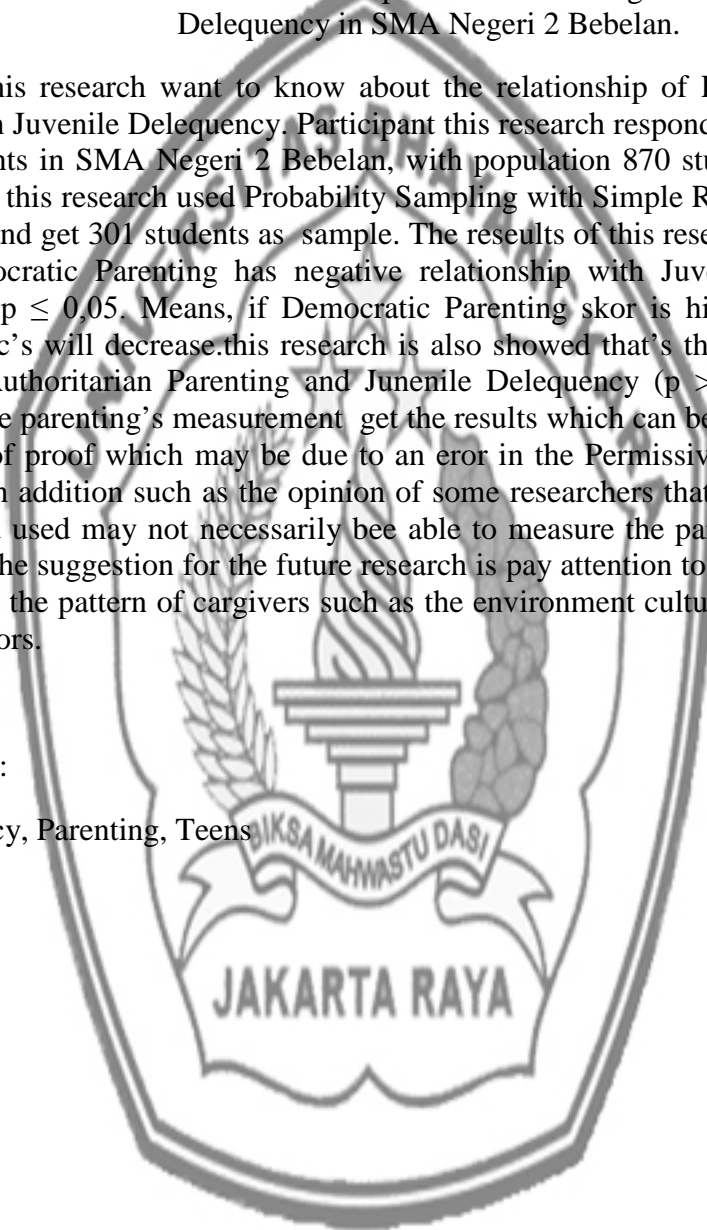 Delequency in SMA Negeri 2 Bebelan.
his research want to know about the relationship of
n Juvenile Delequency. Participant this research respond
nts in SMA Negeri 2 Bebelan, with population 870 stu
this research used Probability Sampling with Simple R
nd get 301 students as sample. The reseults of this rese
ocratic Parenting has negative relationship with Juv
p ≤ 0,05. Means, if Democratic Parenting skor is hi
c's will decrease.this research is also showed that's th
uthoritarian Parenting and Junenile Delequency (p >
e parenting's measurement get the results which can be
of proof which may be due to an eror in the Permissiv
n addition such as the opinion of some researchers that
used may not necessarily bee able to measure the pa
he suggestion for the future research is pay attention to
the pattern of cargivers such as the environment cultu
ors.
:
cy, Parenting, Teens
UNIVERSITAS BHAYANGKARA
BIKSA MAHWASTU DASI
JAKARTA RAYA